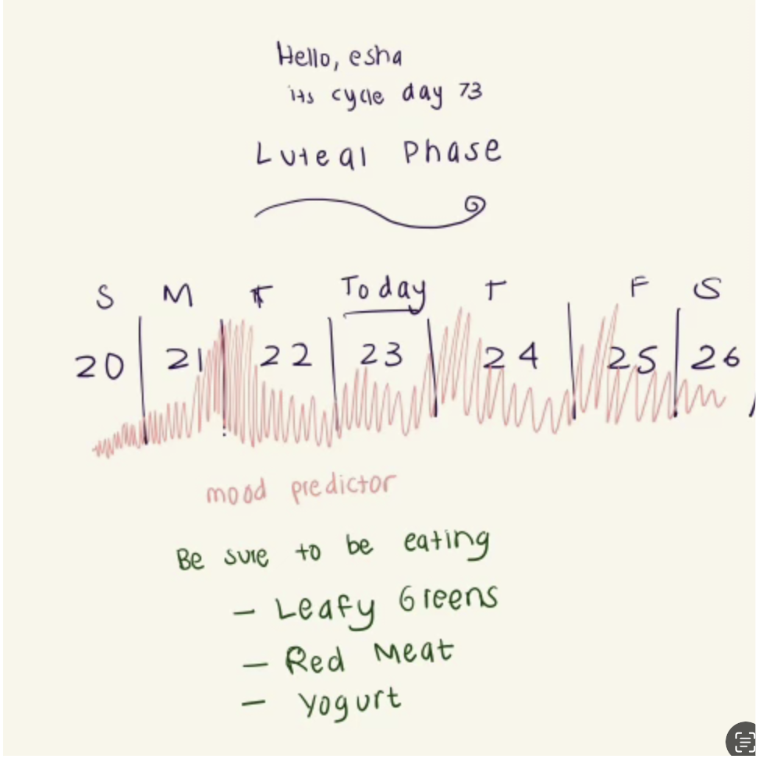 Hello, esha
its cycle day 73
Luteal Phase
S M T Today T F S
20 21 22 23 24 25 26
mood predictor
Be sure to be eating
- Leafy Greens
- Red Meat
- Yogurt